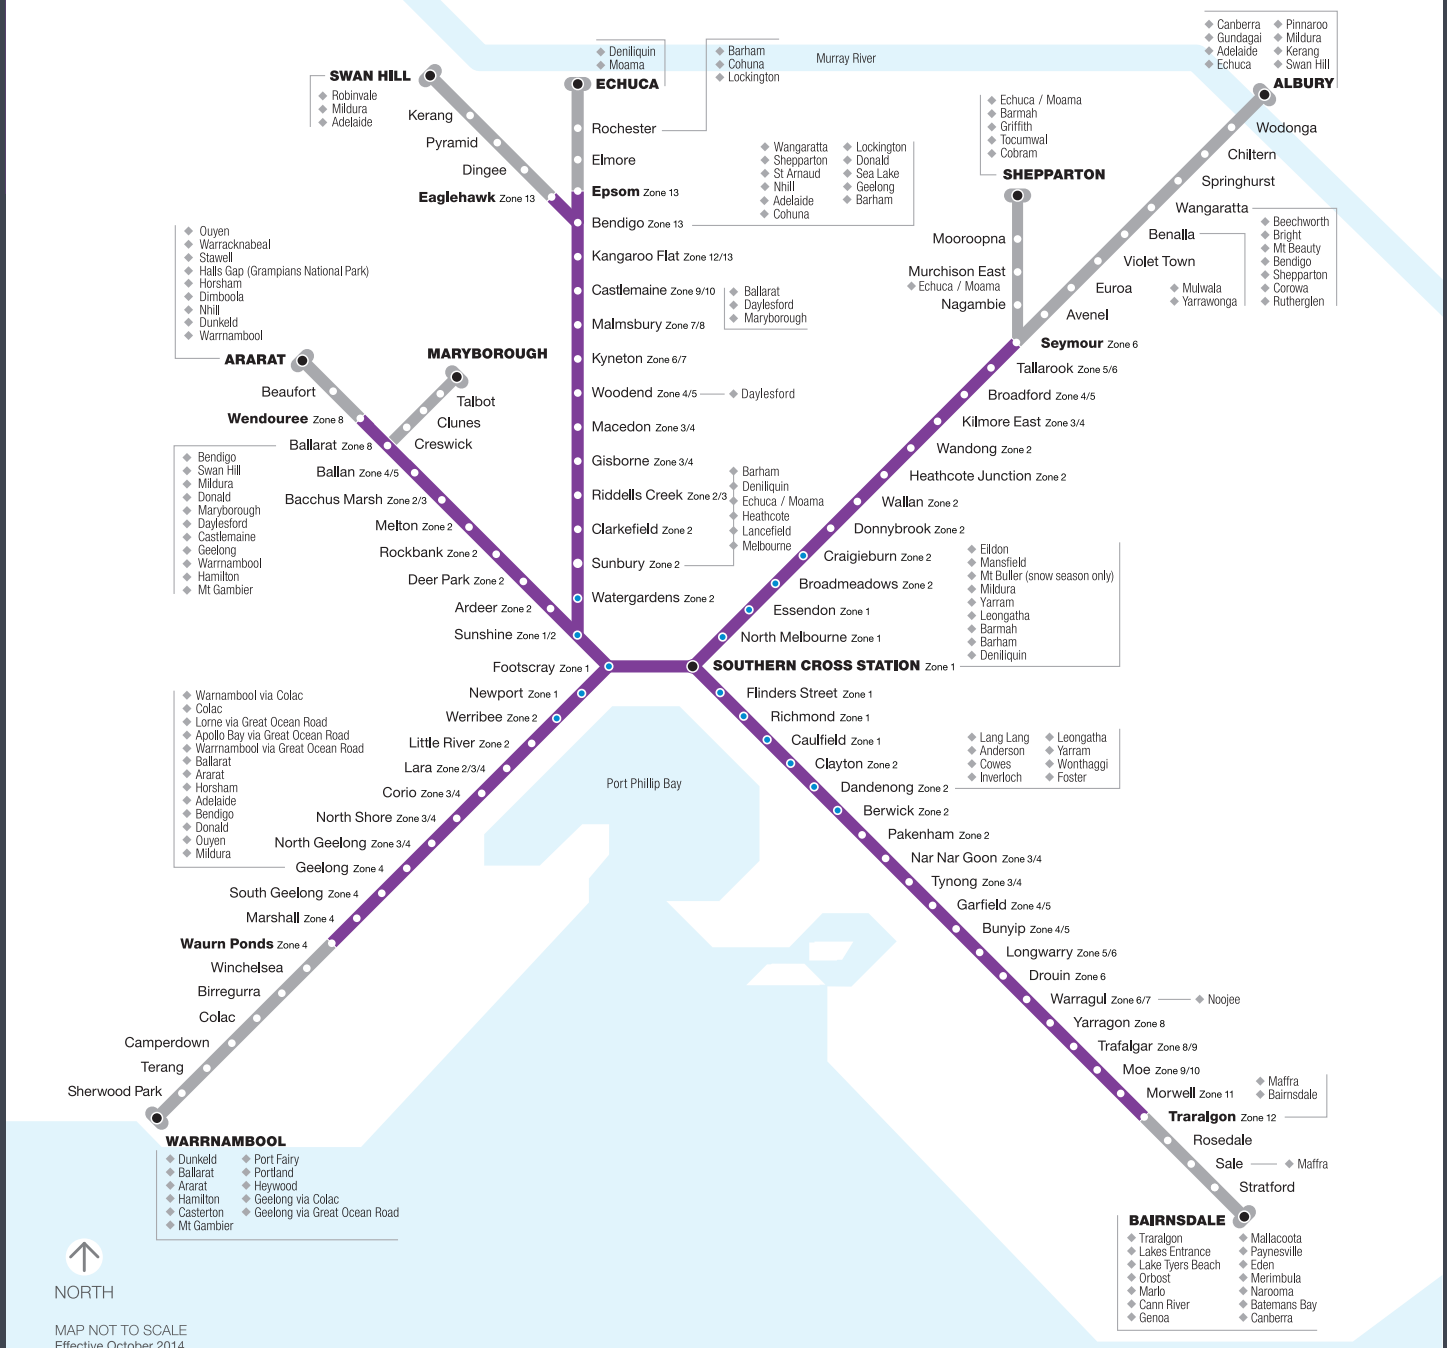 Canberra
Gundagai
Adelaide
Echuca
Pinnaroo
Mildura
Kerang
Swan Hill
ALBURY
Deniliquin
Moama
Barham
Cohuna
Lockington
Murray River
SWAN HILL
Robinvale
Mildura
Adelaide
ECHUCA
Kerang
Pyramid
Dingee
Eaglehawk Zone 13
Rochester
Elmore
Epsom Zone 13
Bendigo Zone 13
Wangaratta
Shepparton
St Arnaud
Nhill
Adelaide
Cohuna
Lockington
Donald
Sea Lake
Geelong
Barham
Kangaroo Flat Zone 12/13
Castlemaine Zone 9/10
Ballarat
Daylesford
Maryborough
Malmsbury Zone 7/8
Kyneton Zone 6/7
Woodend Zone 4/5
Daylesford
Macedon Zone 3/4
Gisborne Zone 3/4
Riddells Creek Zone 2/3
Clarkefield Zone 2
Sunbury Zone 2
Barham
Deniliquin
Echuca / Moama
Heathcote
Lancefield
Melbourne
Watergardens Zone 2
Echuca / Moama
Barmah
Griffith
Tocumwal
Cobram
SHEPPARTON
Mooroopna
Murchison East
Echuca / Moama
Nagambie
Wodonga
Chiltern
Springhurst
Wangaratta
Beechworth
Bright
Mt Beauty
Bendigo
Shepparton
Corowa
Rutherglen
Benalla
Mulwala
Yarrawonga
Violet Town
Euroa
Avenel
Seymour Zone 6
Tallarook Zone 5/6
Broadford Zone 4/5
Kilmore East Zone 3/4
Wandong Zone 2
Heathcote Junction Zone 2
Wallan Zone 2
Donnybrook Zone 2
Craigieburn Zone 2
Broadmeadows Zone 2
Essendon Zone 1
North Melbourne Zone 1
SOUTHERN CROSS STATION Zone 1
Eildon
Mansfield
Mt Buller (snow season only)
Mildura
Yarram
Leongatha
Barmah
Barham
Deniliquin
Ouyen
Warracknabeal
Stawell
Halls Gap (Grampians National Park)
Horsham
Dimboola
Nhill
Dunkeld
Warrnambool
ARARAT
Beaufort
Wendouree Zone 8
MARYBOROUGH
Talbot
Clunes
Creswick
Ballarat Zone 8
Bendigo
Swan Hill
Mildura
Donald
Maryborough
Daylesford
Castlemaine
Geelong
Warrnambool
Hamilton
Mt Gambier
Ballan Zone 4/5
Bacchus Marsh Zone 2/3
Melton Zone 2
Rockbank Zone 2
Deer Park Zone 2
Ardeer Zone 2
Sunshine Zone 1/2
Footscray Zone 1
Newport Zone 1
Werribee Zone 2
Little River Zone 2
Lara Zone 2/3/4
Corio Zone 3/4
North Shore Zone 3/4
North Geelong Zone 3/4
Geelong Zone 4
Warnambool via Colac
Colac
Lorne via Great Ocean Road
Apollo Bay via Great Ocean Road
Warrnambool via Great Ocean Road
Ballarat
Ararat
Horsham
Adelaide
Bendigo
Donald
Ouyen
Mildura
South Geelong Zone 4
Marshall Zone 4
Waurn Ponds Zone 4
Winchelsea
Birregurra
Colac
Camperdown
Terang
Sherwood Park
WARRNAMBOOL
Dunkeld
Ballarat
Ararat
Hamilton
Casterton
Mt Gambier
Port Fairy
Portland
Heywood
Geelong via Colac
Geelong via Great Ocean Road
Port Phillip Bay
Flinders Street Zone 1
Richmond Zone 1
Caulfield Zone 1
Clayton Zone 2
Dandenong Zone 2
Lang Lang
Anderson
Cowes
Inverloch
Leongatha
Yarram
Wonthaggi
Foster
Berwick Zone 2
Pakenham Zone 2
Nar Nar Goon Zone 3/4
Tynong Zone 3/4
Garfield Zone 4/5
Bunyip Zone 4/5
Longwarry Zone 5/6
Drouin Zone 6
Warragul Zone 6/7
Noojee
Yarragon Zone 8
Trafalgar Zone 8/9
Moe Zone 9/10
Morwell Zone 11
Traralgon Zone 12
Maffra
Bairnsdale
Rosedale
Sale
Maffra
Stratford
BAIRNSDALE
Traralgon
Lakes Entrance
Lake Tyers Beach
Orbost
Marlo
Cann River
Genoa
Mallacoota
Paynesville
Eden
Merimbula
Narooma
Batemans Bay
Canberra
NORTH
MAP NOT TO SCALE
Effective October 2014